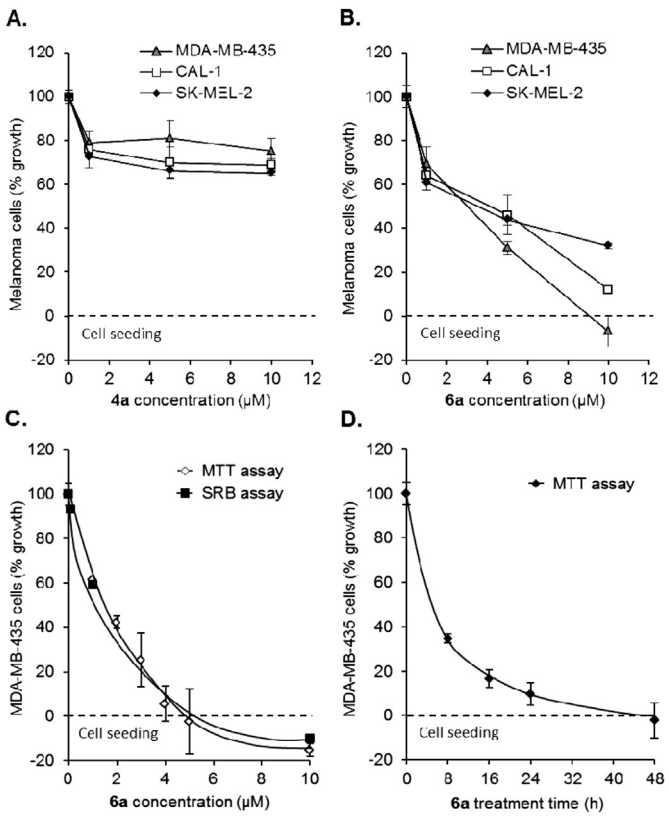 A.
MDA-MB-435
CAL-1
SK-MEL-2
Melanoma cells (% growth)
120
100
80
60
40
20
0
-20
Cell seeding
0 2 4 6 8 10 12
4a concentration (µM)
B.
MDA-MB-435
CAL-1
SK-MEL-2
Melanoma cells (% growth)
120
100
80
60
40
20
0
-20
Cell seeding
0 2 4 6 8 10 12
6a concentration (µM)
C.
MTT assay
SRB assay
MDA-MB-435 cells (% growth)
120
100
80
60
40
20
0
-20
Cell seeding
0 2 4 6 8 10
6a concentration (µM)
D.
MTT assay
MDA-MB-435 cells (% growth)
120
100
80
60
40
20
0
-20
Cell seeding
0 8 16 24 32 40 48
6a treatment time (h)